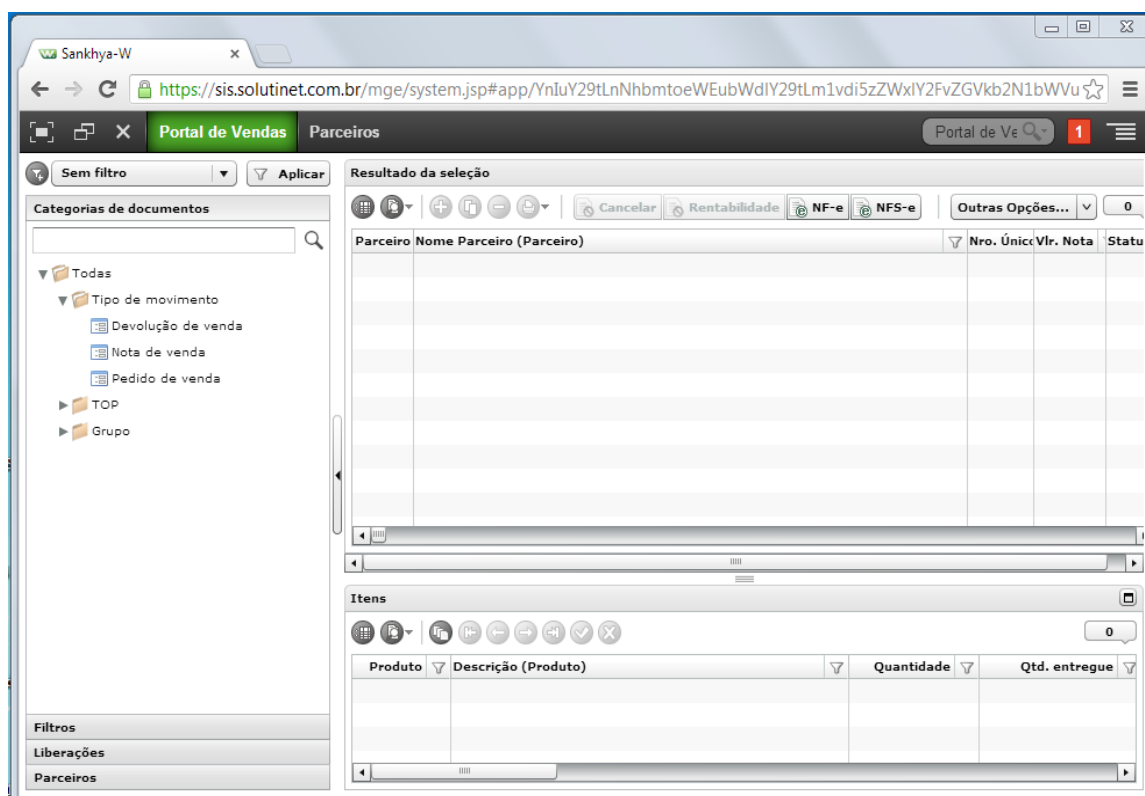 Sankhya-W
https://sis.solutinet.com.br/mge/system.jsp#app/YnIuY29tLnNhbmtoeWEubWdlY29tLm1vdi5zZWxlY2FvZGVkb2N1bWVu
Portal de Vendas Parceiros Portal de Ve 1
Sem filtro Aplicar
Categorias de documentos
Todas
Tipo de movimento
Devolução de venda
Nota de venda
Pedido de venda
TOP
Grupo
Filtros
Liberações
Parceiros
Resultado da seleção
Cancelar Rentabilidade NF-e NFS-e Outras Opções... 0
Parceiro Nome Parceiro (Parceiro) Nro. Únicc Vlr. Nota Statu
Itens
0
Produto Descrição (Produto) Quantidade Qtd. entregue